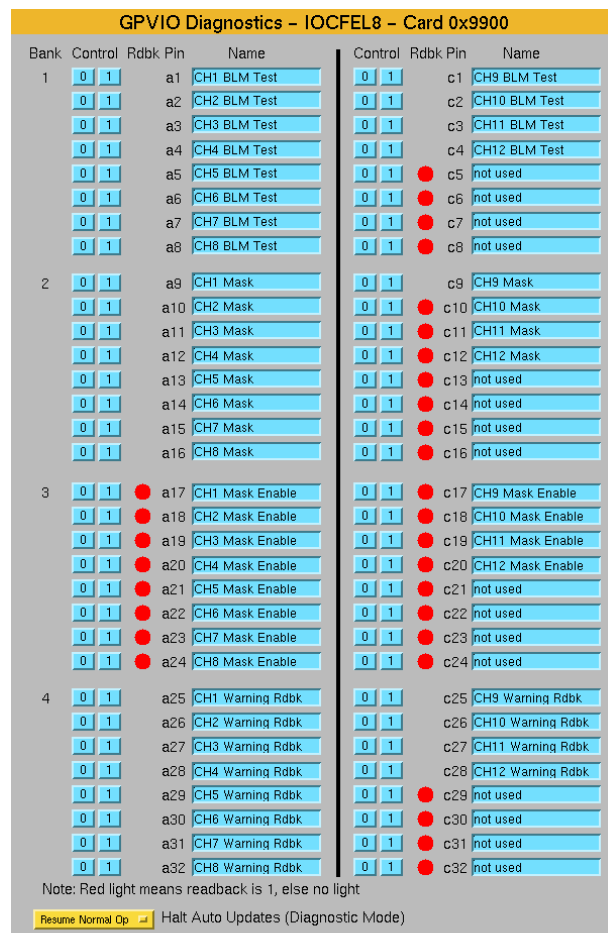 GPVIO Diagnostics – IOCFEL8 – Card 0x9900
Bank Control Rdbk Pin Name Control Rdbk Pin Name
1 0 1 a1 CH1 BLM Test 0 1 c1 CH9 BLM Test
0 1 a2 CH2 BLM Test 0 1 c2 CH10 BLM Test
0 1 a3 CH3 BLM Test 0 1 c3 CH11 BLM Test
0 1 a4 CH4 BLM Test 0 1 c4 CH12 BLM Test
0 1 a5 CH5 BLM Test 0 1 c5 not used
0 1 a6 CH6 BLM Test 0 1 c6 not used
0 1 a7 CH7 BLM Test 0 1 c7 not used
0 1 a8 CH8 BLM Test 0 1 c8 not used
2 0 1 a9 CH1 Mask 0 1 c9 CH9 Mask
0 1 a10 CH2 Mask 0 1 c10 CH10 Mask
0 1 a11 CH3 Mask 0 1 c11 CH11 Mask
0 1 a12 CH4 Mask 0 1 c12 CH12 Mask
0 1 a13 CH5 Mask 0 1 c13 not used
0 1 a14 CH6 Mask 0 1 c14 not used
0 1 a15 CH7 Mask 0 1 c15 not used
0 1 a16 CH8 Mask 0 1 c16 not used
3 0 1 a17 CH1 Mask Enable 0 1 c17 CH9 Mask Enable
0 1 a18 CH2 Mask Enable 0 1 c18 CH10 Mask Enable
0 1 a19 CH3 Mask Enable 0 1 c19 CH11 Mask Enable
0 1 a20 CH4 Mask Enable 0 1 c20 CH12 Mask Enable
0 1 a21 CH5 Mask Enable 0 1 c21 not used
0 1 a22 CH6 Mask Enable 0 1 c22 not used
0 1 a23 CH7 Mask Enable 0 1 c23 not used
0 1 a24 CH8 Mask Enable 0 1 c24 not used
4 0 1 a25 CH1 Warning Rdbk 0 1 c25 CH9 Warning Rdbk
0 1 a26 CH2 Warning Rdbk 0 1 c26 CH10 Warning Rdbk
0 1 a27 CH3 Warning Rdbk 0 1 c27 CH11 Warning Rdbk
0 1 a28 CH4 Warning Rdbk 0 1 c28 CH12 Warning Rdbk
0 1 a29 CH5 Warning Rdbk 0 1 c29 not used
0 1 a30 CH6 Warning Rdbk 0 1 c30 not used
0 1 a31 CH7 Warning Rdbk 0 1 c31 not used
0 1 a32 CH8 Warning Rdbk 0 1 c32 not used
Note: Red light means readback is 1, else no light
Resume Normal Op Halt Auto Updates (Diagnostic Mode)